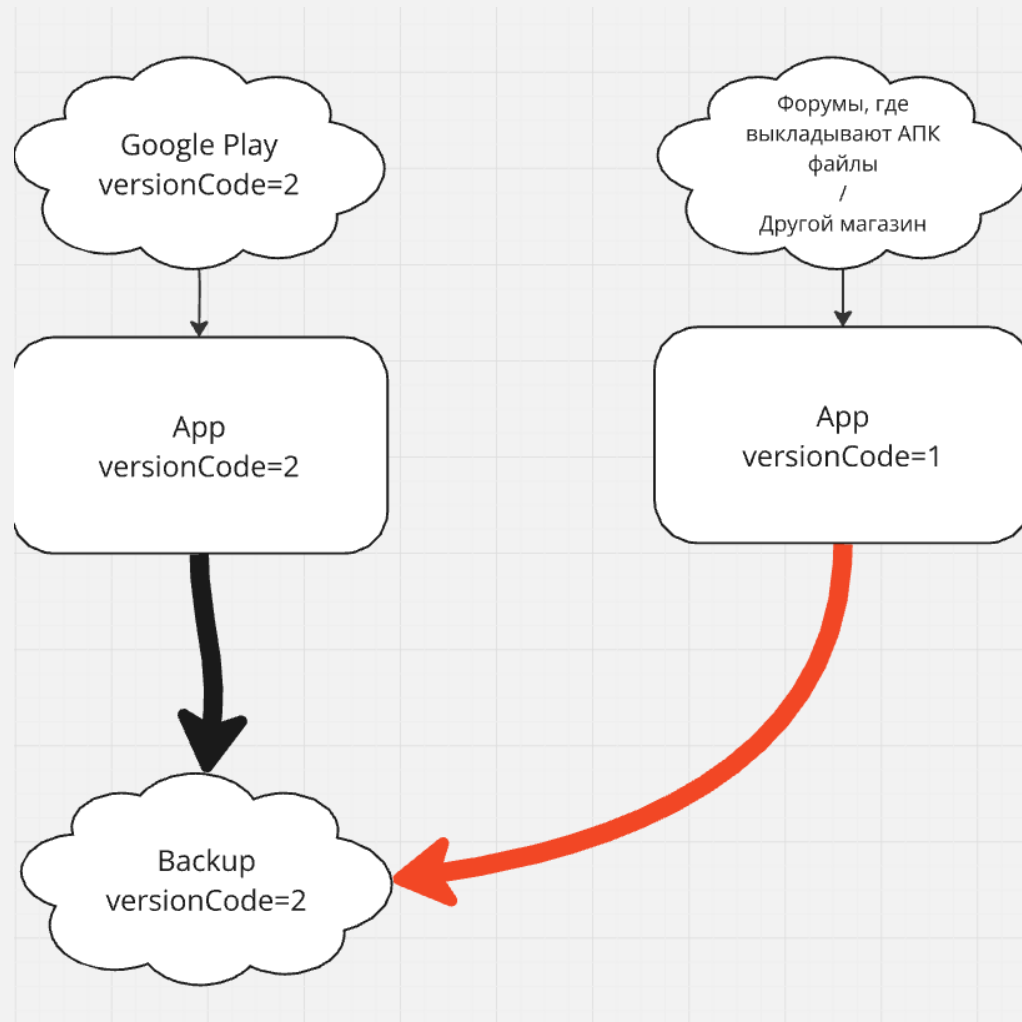 Google Play
versionCode=2
Форумы, где
выкладывают АПК
файлы
/
Другой магазин
App
versionCode=2
App
versionCode=1
Backup
versionCode=2